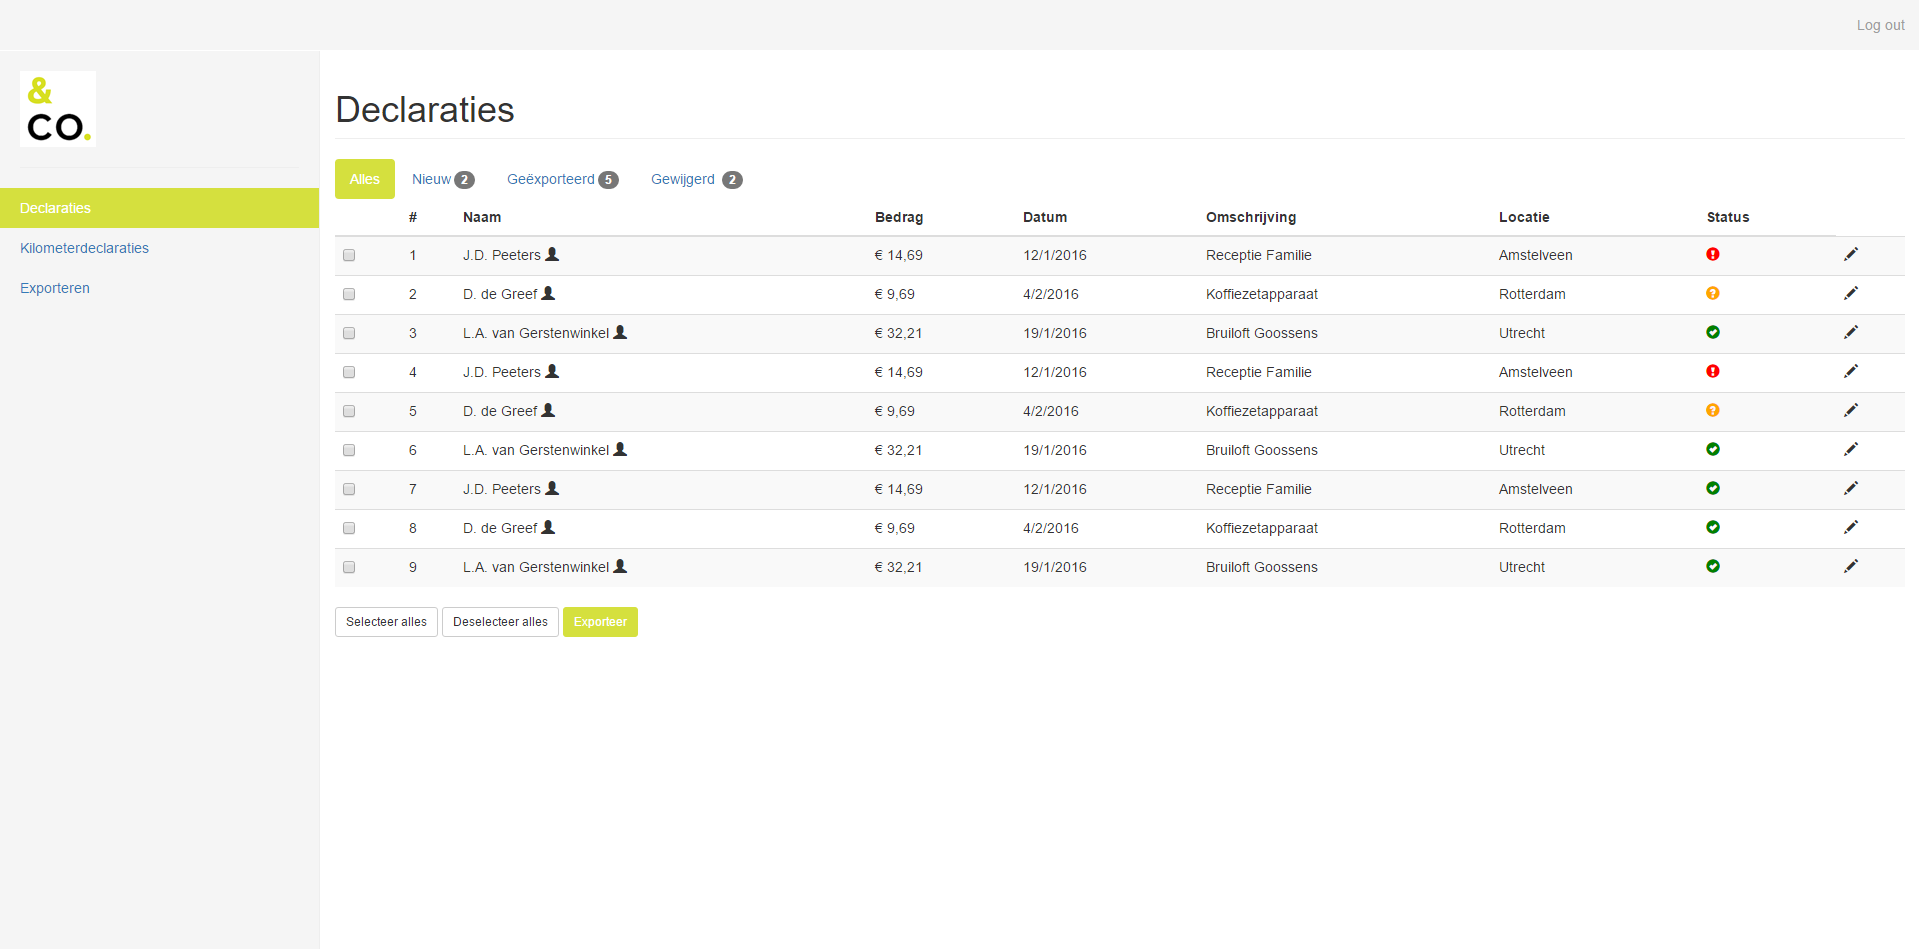 Log out
&
co.
Declaraties
Kilometerdeclaraties
Exporteren
Declaraties
Alles Nieuw 2 Geëxporteerd 5 Gewijgerd 2
# Naam Bedrag Datum Omschrijving Locatie Status
1 J.D. Peeters € 14,69 12/1/2016 Receptie Familie Amstelveen
2 D. de Greef € 9,69 4/2/2016 Koffiezetapparaat Rotterdam
3 L.A. van Gerstenwinkel € 32,21 19/1/2016 Bruiloft Goossens Utrecht
4 J.D. Peeters € 14,69 12/1/2016 Receptie Familie Amstelveen
5 D. de Greef € 9,69 4/2/2016 Koffiezetapparaat Rotterdam
6 L.A. van Gerstenwinkel € 32,21 19/1/2016 Bruiloft Goossens Utrecht
7 J.D. Peeters € 14,69 12/1/2016 Receptie Familie Amstelveen
8 D. de Greef € 9,69 4/2/2016 Koffiezetapparaat Rotterdam
9 L.A. van Gerstenwinkel € 32,21 19/1/2016 Bruiloft Goossens Utrecht
Selecteer alles Deselecteer alles Exporteer